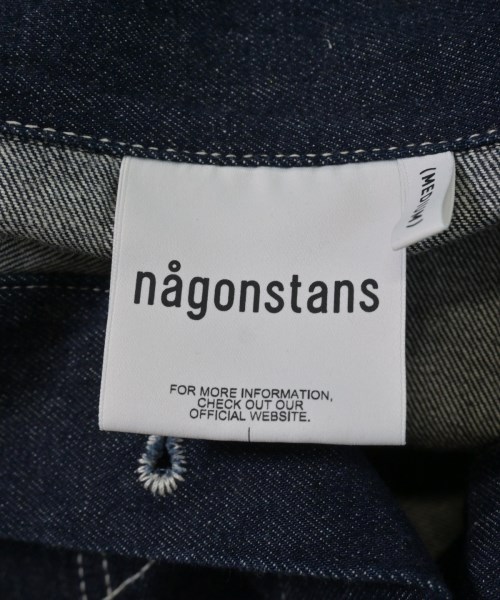 (MEDIUM)
någonstans
FOR MORE INFORMATION,
CHECK OUT OUR
OFFICIAL WEBSITE.